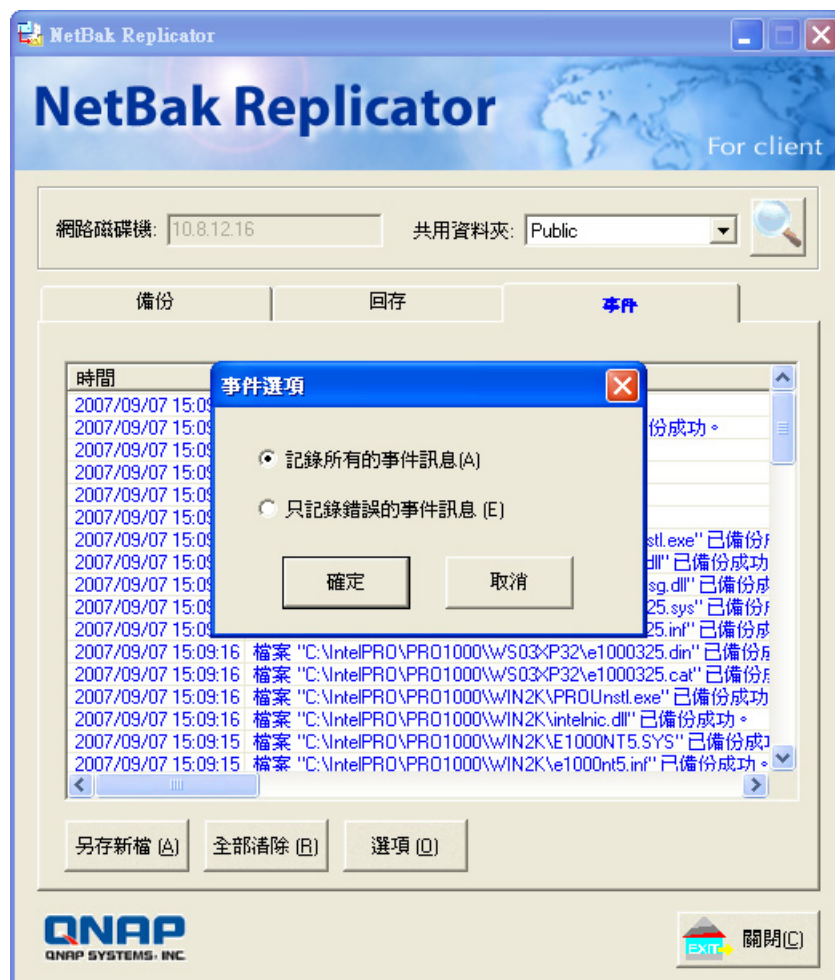 NetBak Replicator
NetBak Replicator
For client
網路磁碟機: 10.8.12.16 共用資料夾: Public
備份 回存 事件
時間
事件選項
記錄所有的事件訊息(A)
只記錄錯誤的事件訊息 (E)
確定 取消
2007/09/07 15:09
2007/09/07 15:09 份成功。
2007/09/07 15:09
2007/09/07 15:09
2007/09/07 15:09
2007/09/07 15:09
2007/09/07 15:09 stl.exe" 已備份
2007/09/07 15:09 dll" 已備份成功
2007/09/07 15:09 sg.dll" 已備份成
2007/09/07 15:09 25.sys" 已備份
2007/09/07 15:09 25.inf" 已備份成
2007/09/07 15:09:16 檔案 "C:\IntelPRO\PRO1000\WS03XP32\e1000325.din" 已備份
2007/09/07 15:09:16 檔案 "C:\IntelPRO\PRO1000\WS03XP32\e1000325.cat" 已備份
2007/09/07 15:09:16 檔案 "C:\IntelPRO\PRO1000\WIN2K\PROUnstl.exe" 已備份成功
2007/09/07 15:09:16 檔案 "C:\IntelPRO\PRO1000\WIN2K\intelnic.dll" 已備份成功。
2007/09/07 15:09:15 檔案 "C:\IntelPRO\PRO1000\WIN2K\E1000NT5.SYS" 已備份成
2007/09/07 15:09:15 檔案 "C:\IntelPRO\PRO1000\WIN2K\e1000nt5.inf" 已備份成功。
另存新檔 (A) 全部清除 (R) 選項 (O)
QNAP
QNAP SYSTEMS, INC.
EXIT 關閉(C)